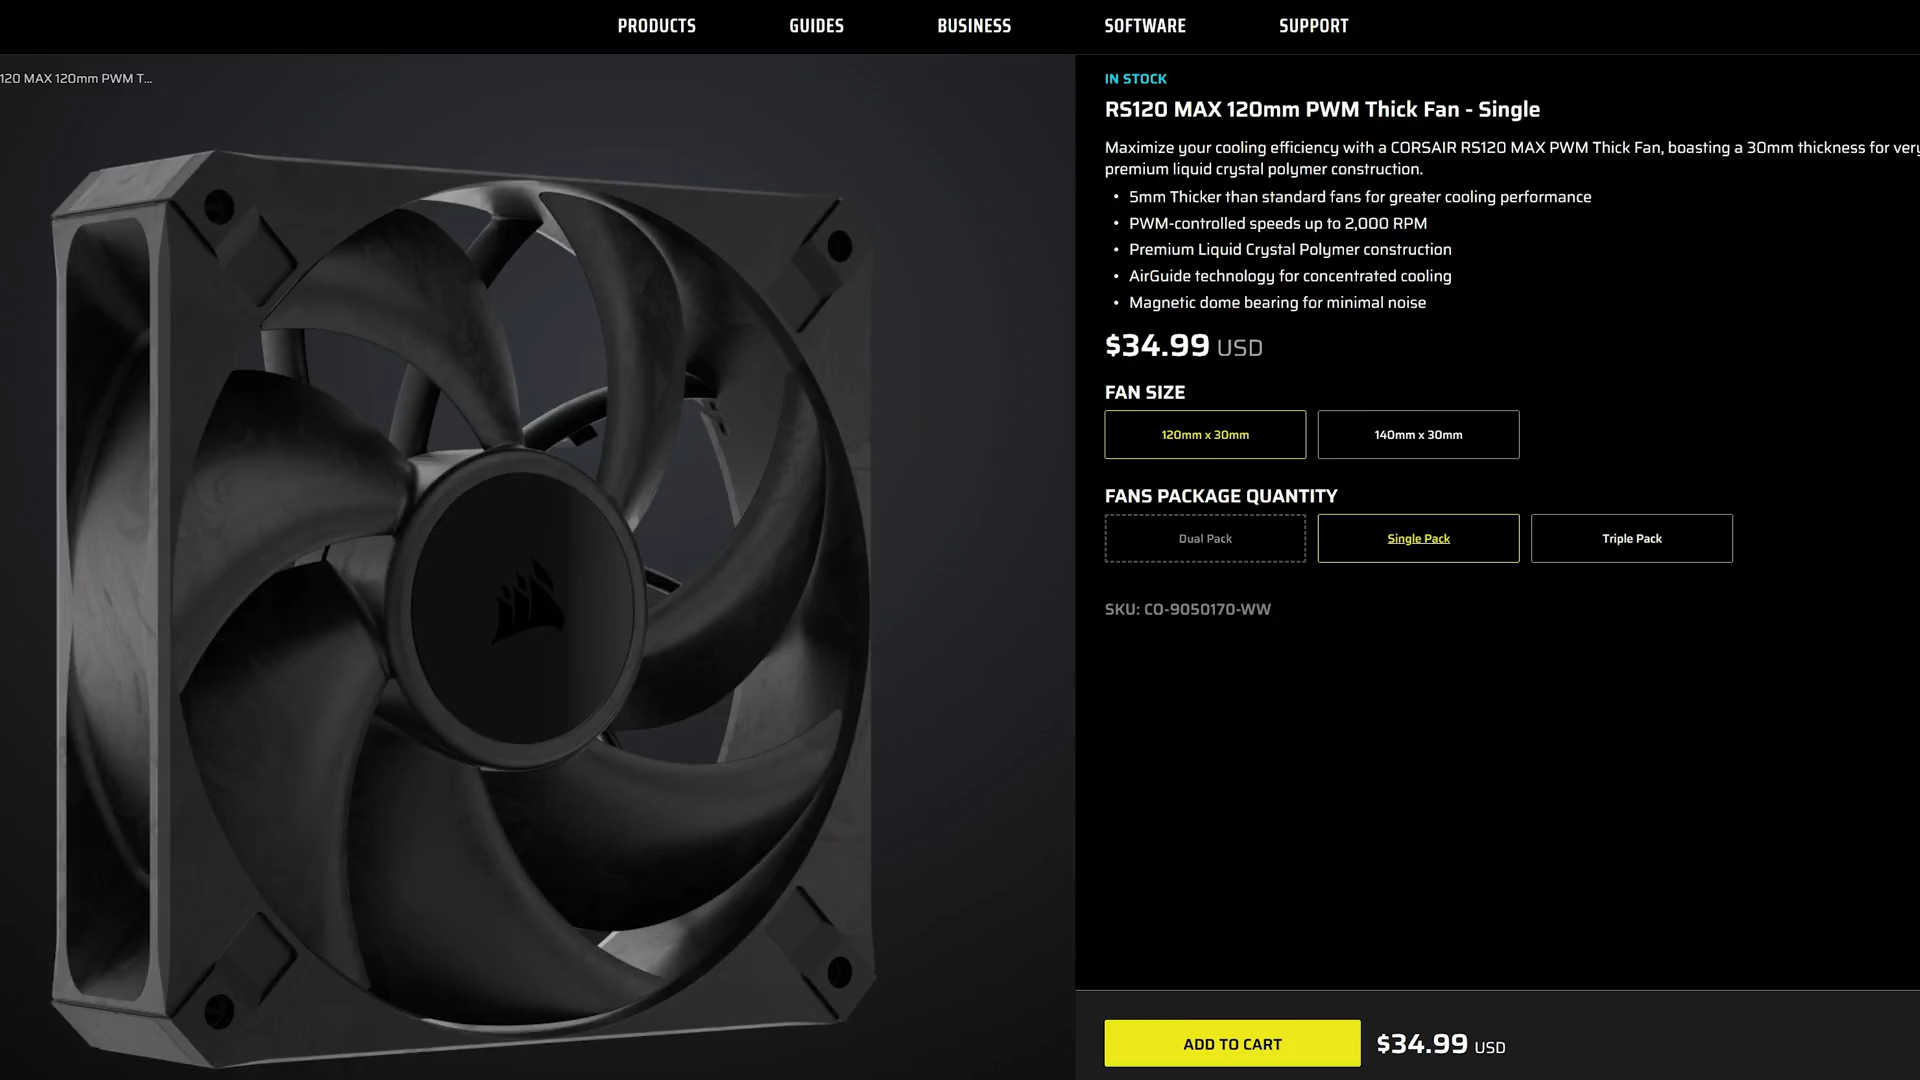 PRODUCTS GUIDES BUSINESS SOFTWARE SUPPORT
120 MAX 120mm PWM T...
IN STOCK
RS120 MAX 120mm PWM Thick Fan - Single
Maximize your cooling efficiency with a CORSAIR RS120 MAX PWM Thick Fan, boasting a 30mm thickness for very
premium liquid crystal polymer construction.
• 5mm Thicker than standard fans for greater cooling performance
• PWM-controlled speeds up to 2,000 RPM
• Premium Liquid Crystal Polymer construction
• AirGuide technology for concentrated cooling
• Magnetic dome bearing for minimal noise
$34.99 USD
FAN SIZE
120mm x 30mm 140mm x 30mm
FANS PACKAGE QUANTITY
Dual Pack Single Pack Triple Pack
SKU: CO-9050170-WW
ADD TO CART $34.99 USD